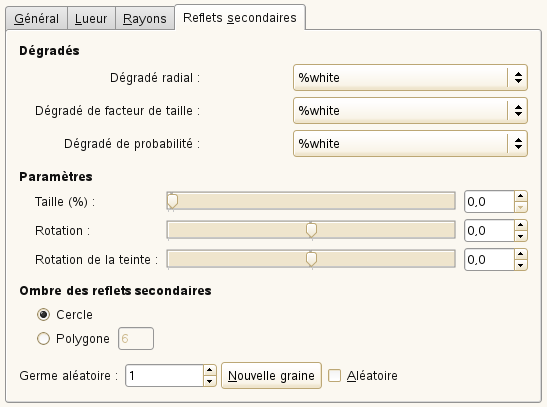 Général Lueur Rayons Reflets secondaires
Dégradés
Dégradé radial : %white
Dégradé de facteur de taille : %white
Dégradé de probabilité : %white
Paramètres
Taille (%) : 0,0
Rotation : 0,0
Rotation de la teinte : 0,0
Ombre des reflets secondaires
Cercle
Polygone 6
Germe aléatoire : 1 Nouvelle graine Aléatoire